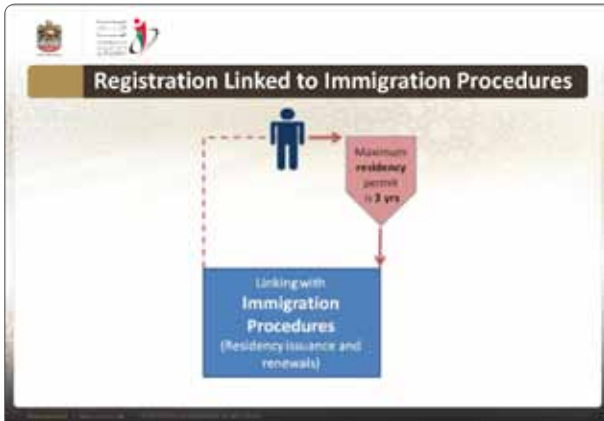 Registration Linked to Immigration Procedures
Maximum
residency
permit
is 3 yrs
Linking with
Immigration
Procedures
(Residency issuance and
renewals)